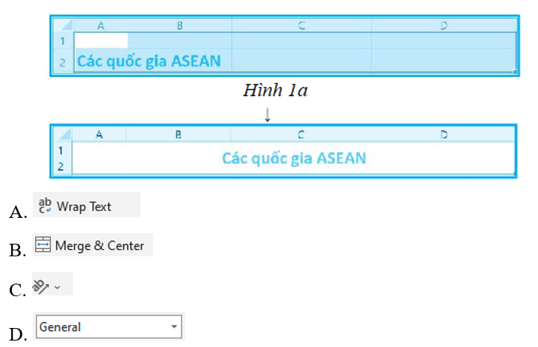 A B C D
1
2 Các quốc gia ASEAN
Hình 1a
↓
A B C D
1
2
Các quốc gia ASEAN
A. ab c Wrap Text
B. Merge & Center
C. ab
D. General